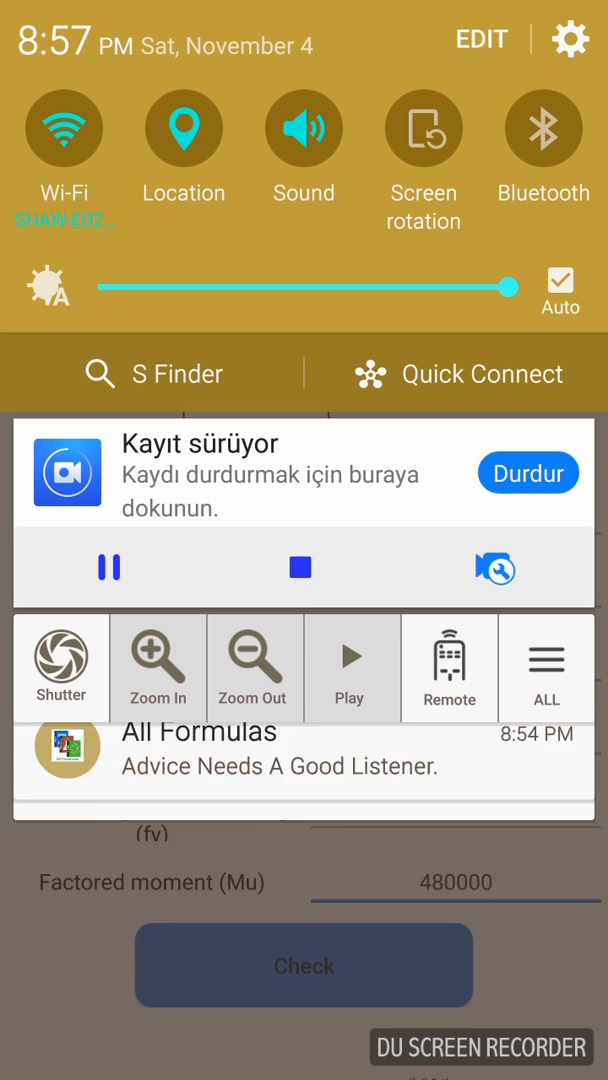 8:57 PM Sat, November 4
EDIT
Wi-Fi
SHAW-E02...
Location
Sound
Screen
rotation
Bluetooth
A
Auto
S Finder
Quick Connect
Kayıt sürüyor
Kaydı durdurmak için buraya
dokunun.
Durdur
Shutter
Zoom In
Zoom Out
Play
Remote
ALL
All Formulas
8:54 PM
Advice Needs A Good Listener.
(fv)
Factored moment (Mu)
480000
Check
DU SCREEN RECORDER